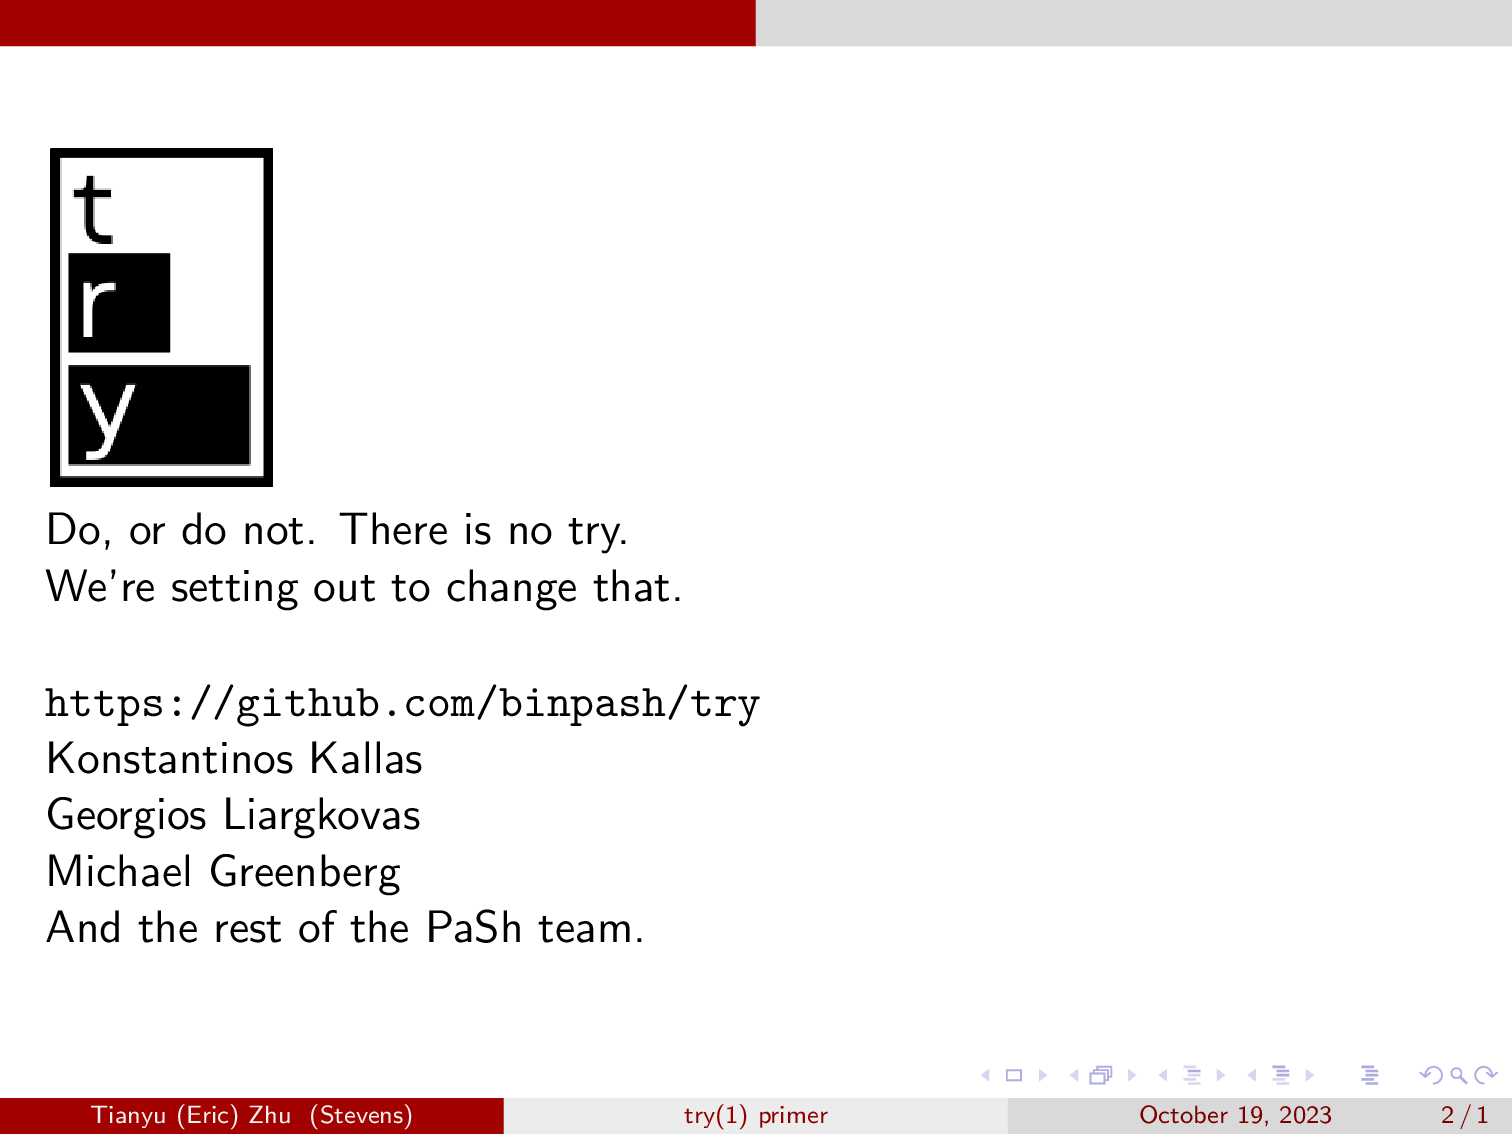 t
r
y
Do, or do not. There is no try.
We're setting out to change that.
https://github.com/binpash/try
Konstantinos Kallas
Georgios Liargkovas
Michael Greenberg
And the rest of the PaSh team.
Tianyu (Eric) Zhu (Stevens)
try(1) primer
October 19, 2023
2 / 1